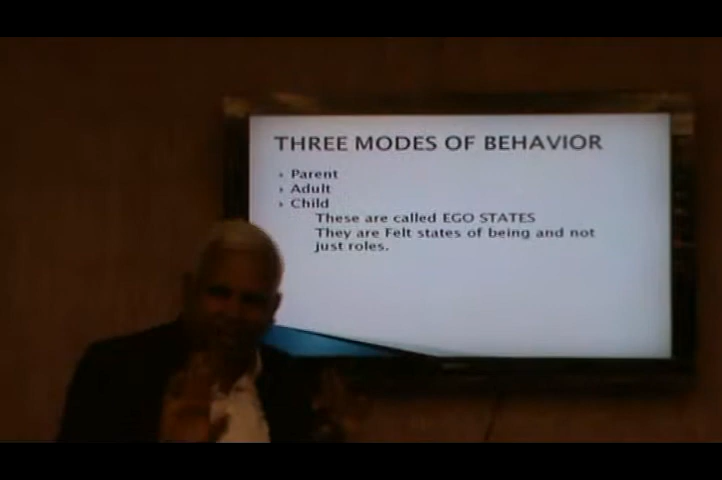 THREE MODES OF BEHAVIOR
Parent
Adult
Child
These are called EGO STATES
They are Felt states of being and not
just roles.